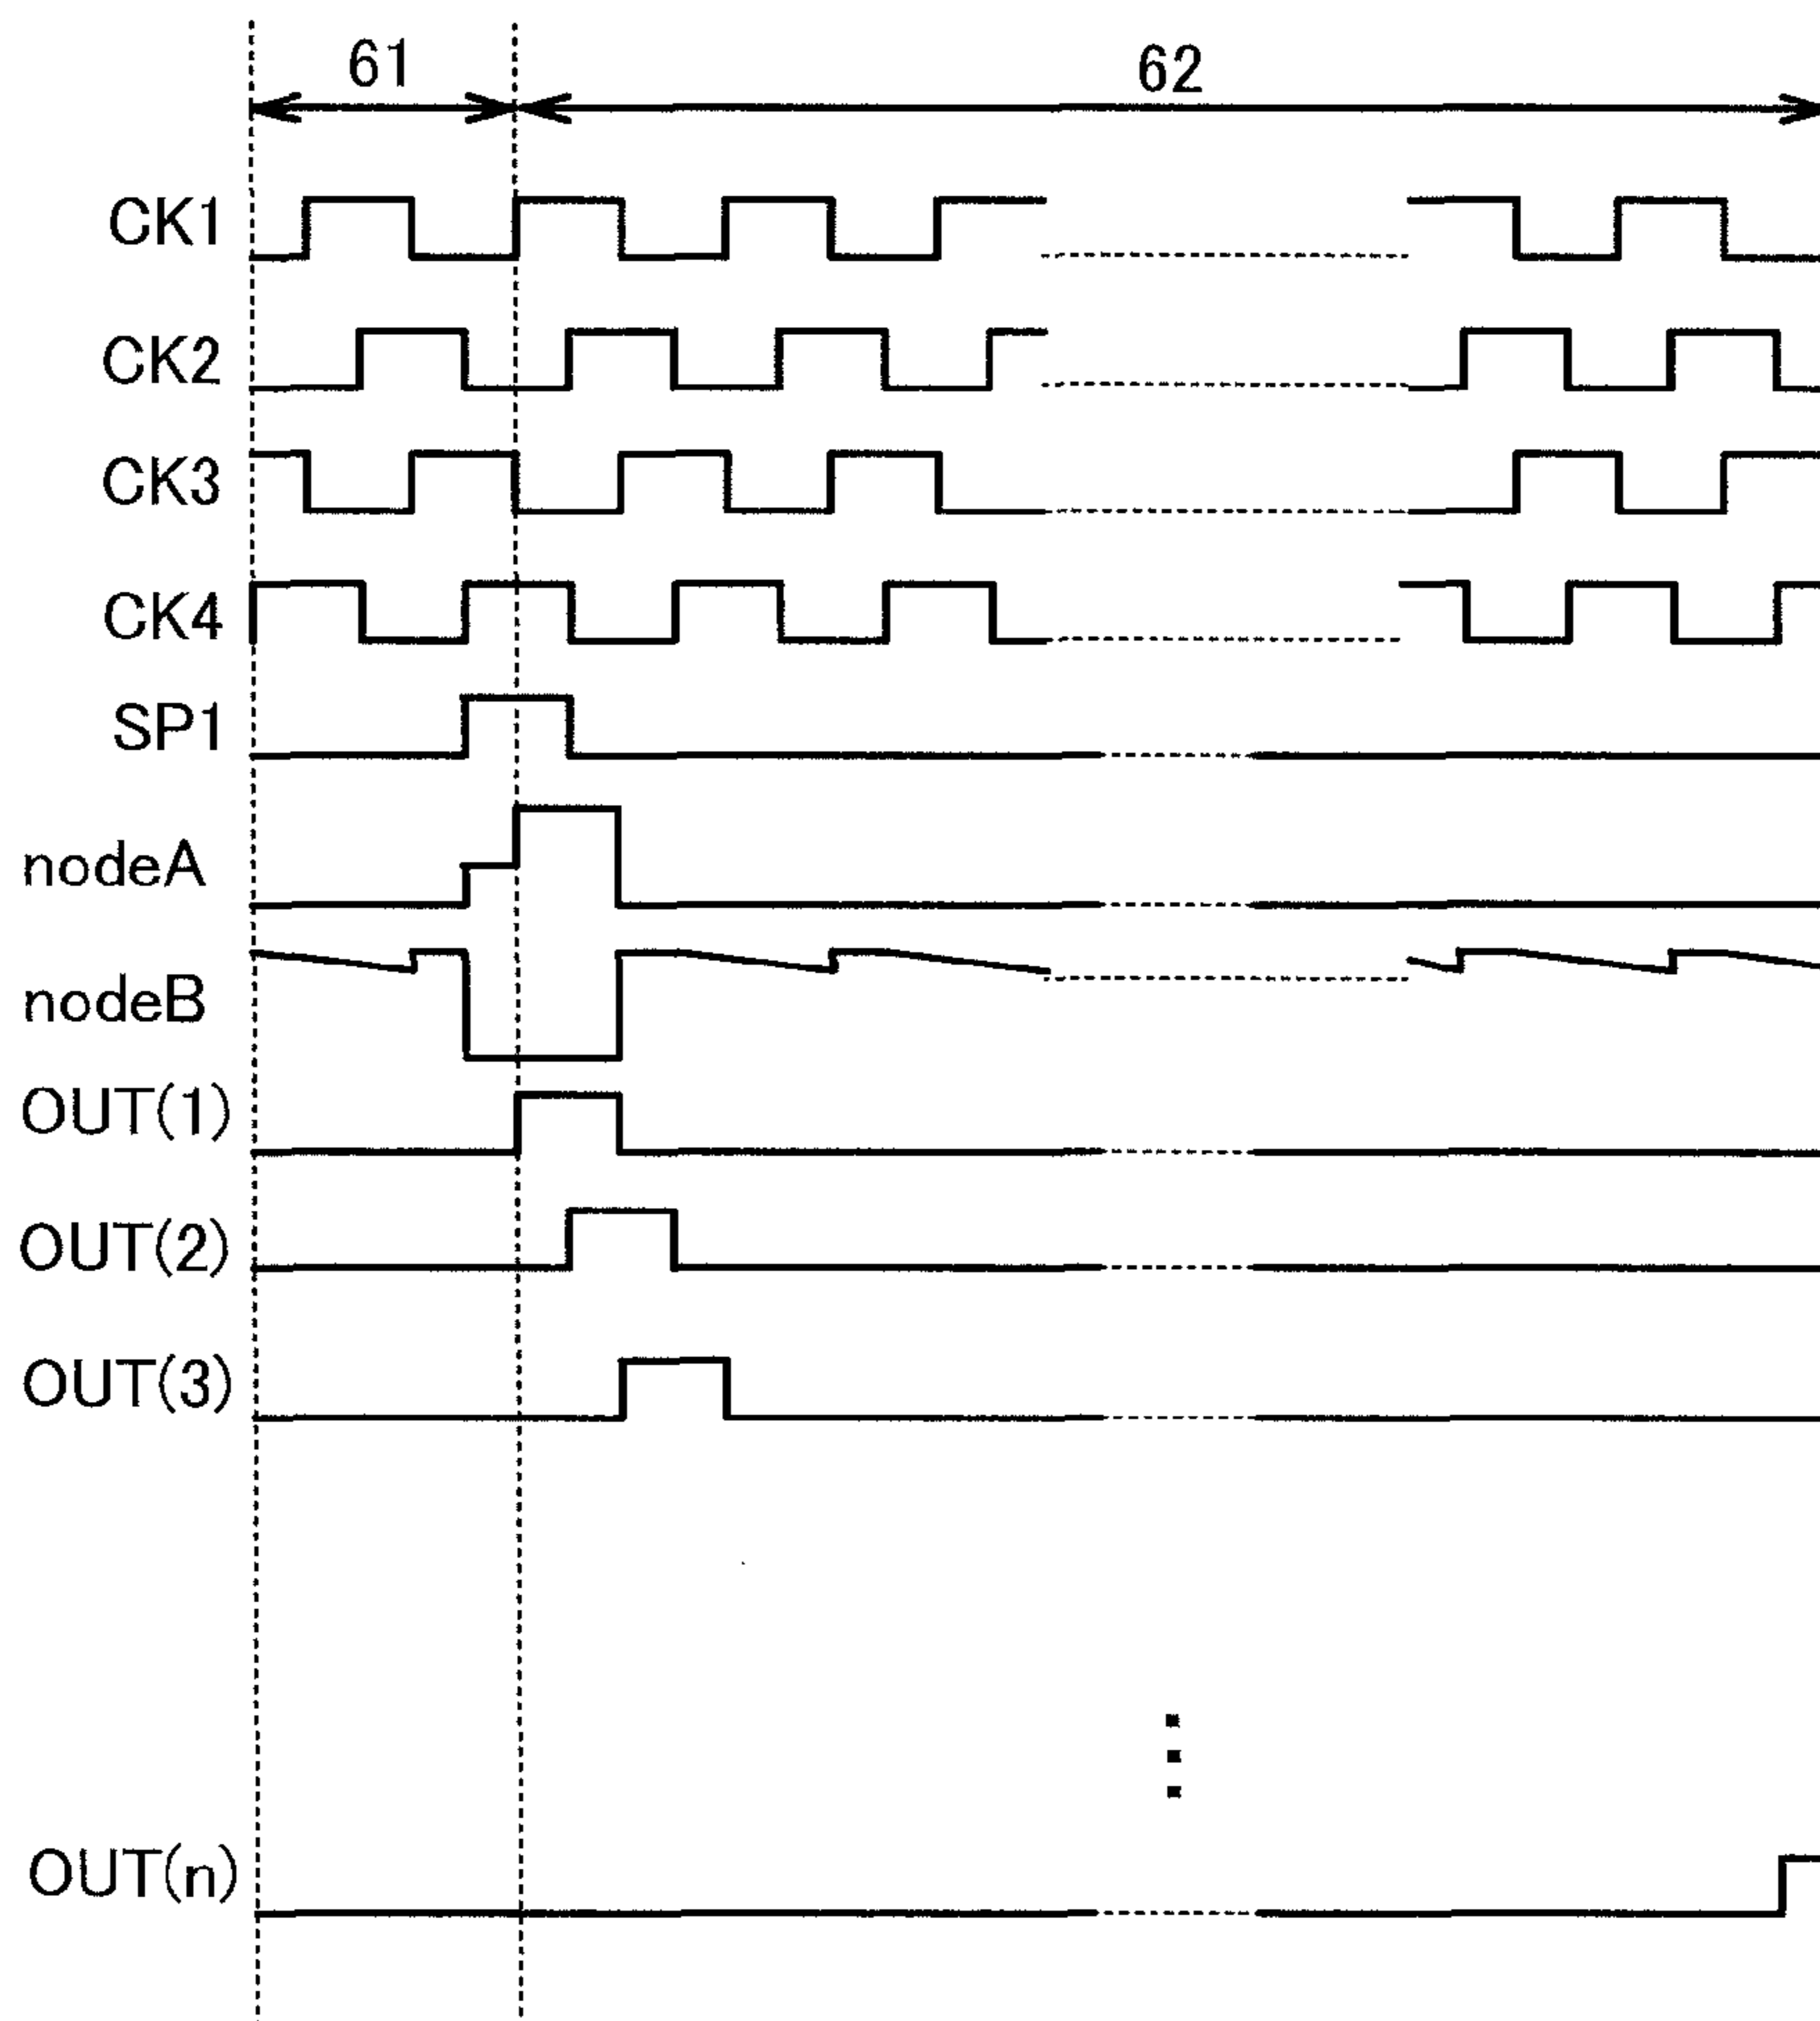 61 62
CK1
CK2
CK3
CK4
SP1
nodeA
nodeB
OUT(1)
OUT(2)
OUT(3)
OUT(n)